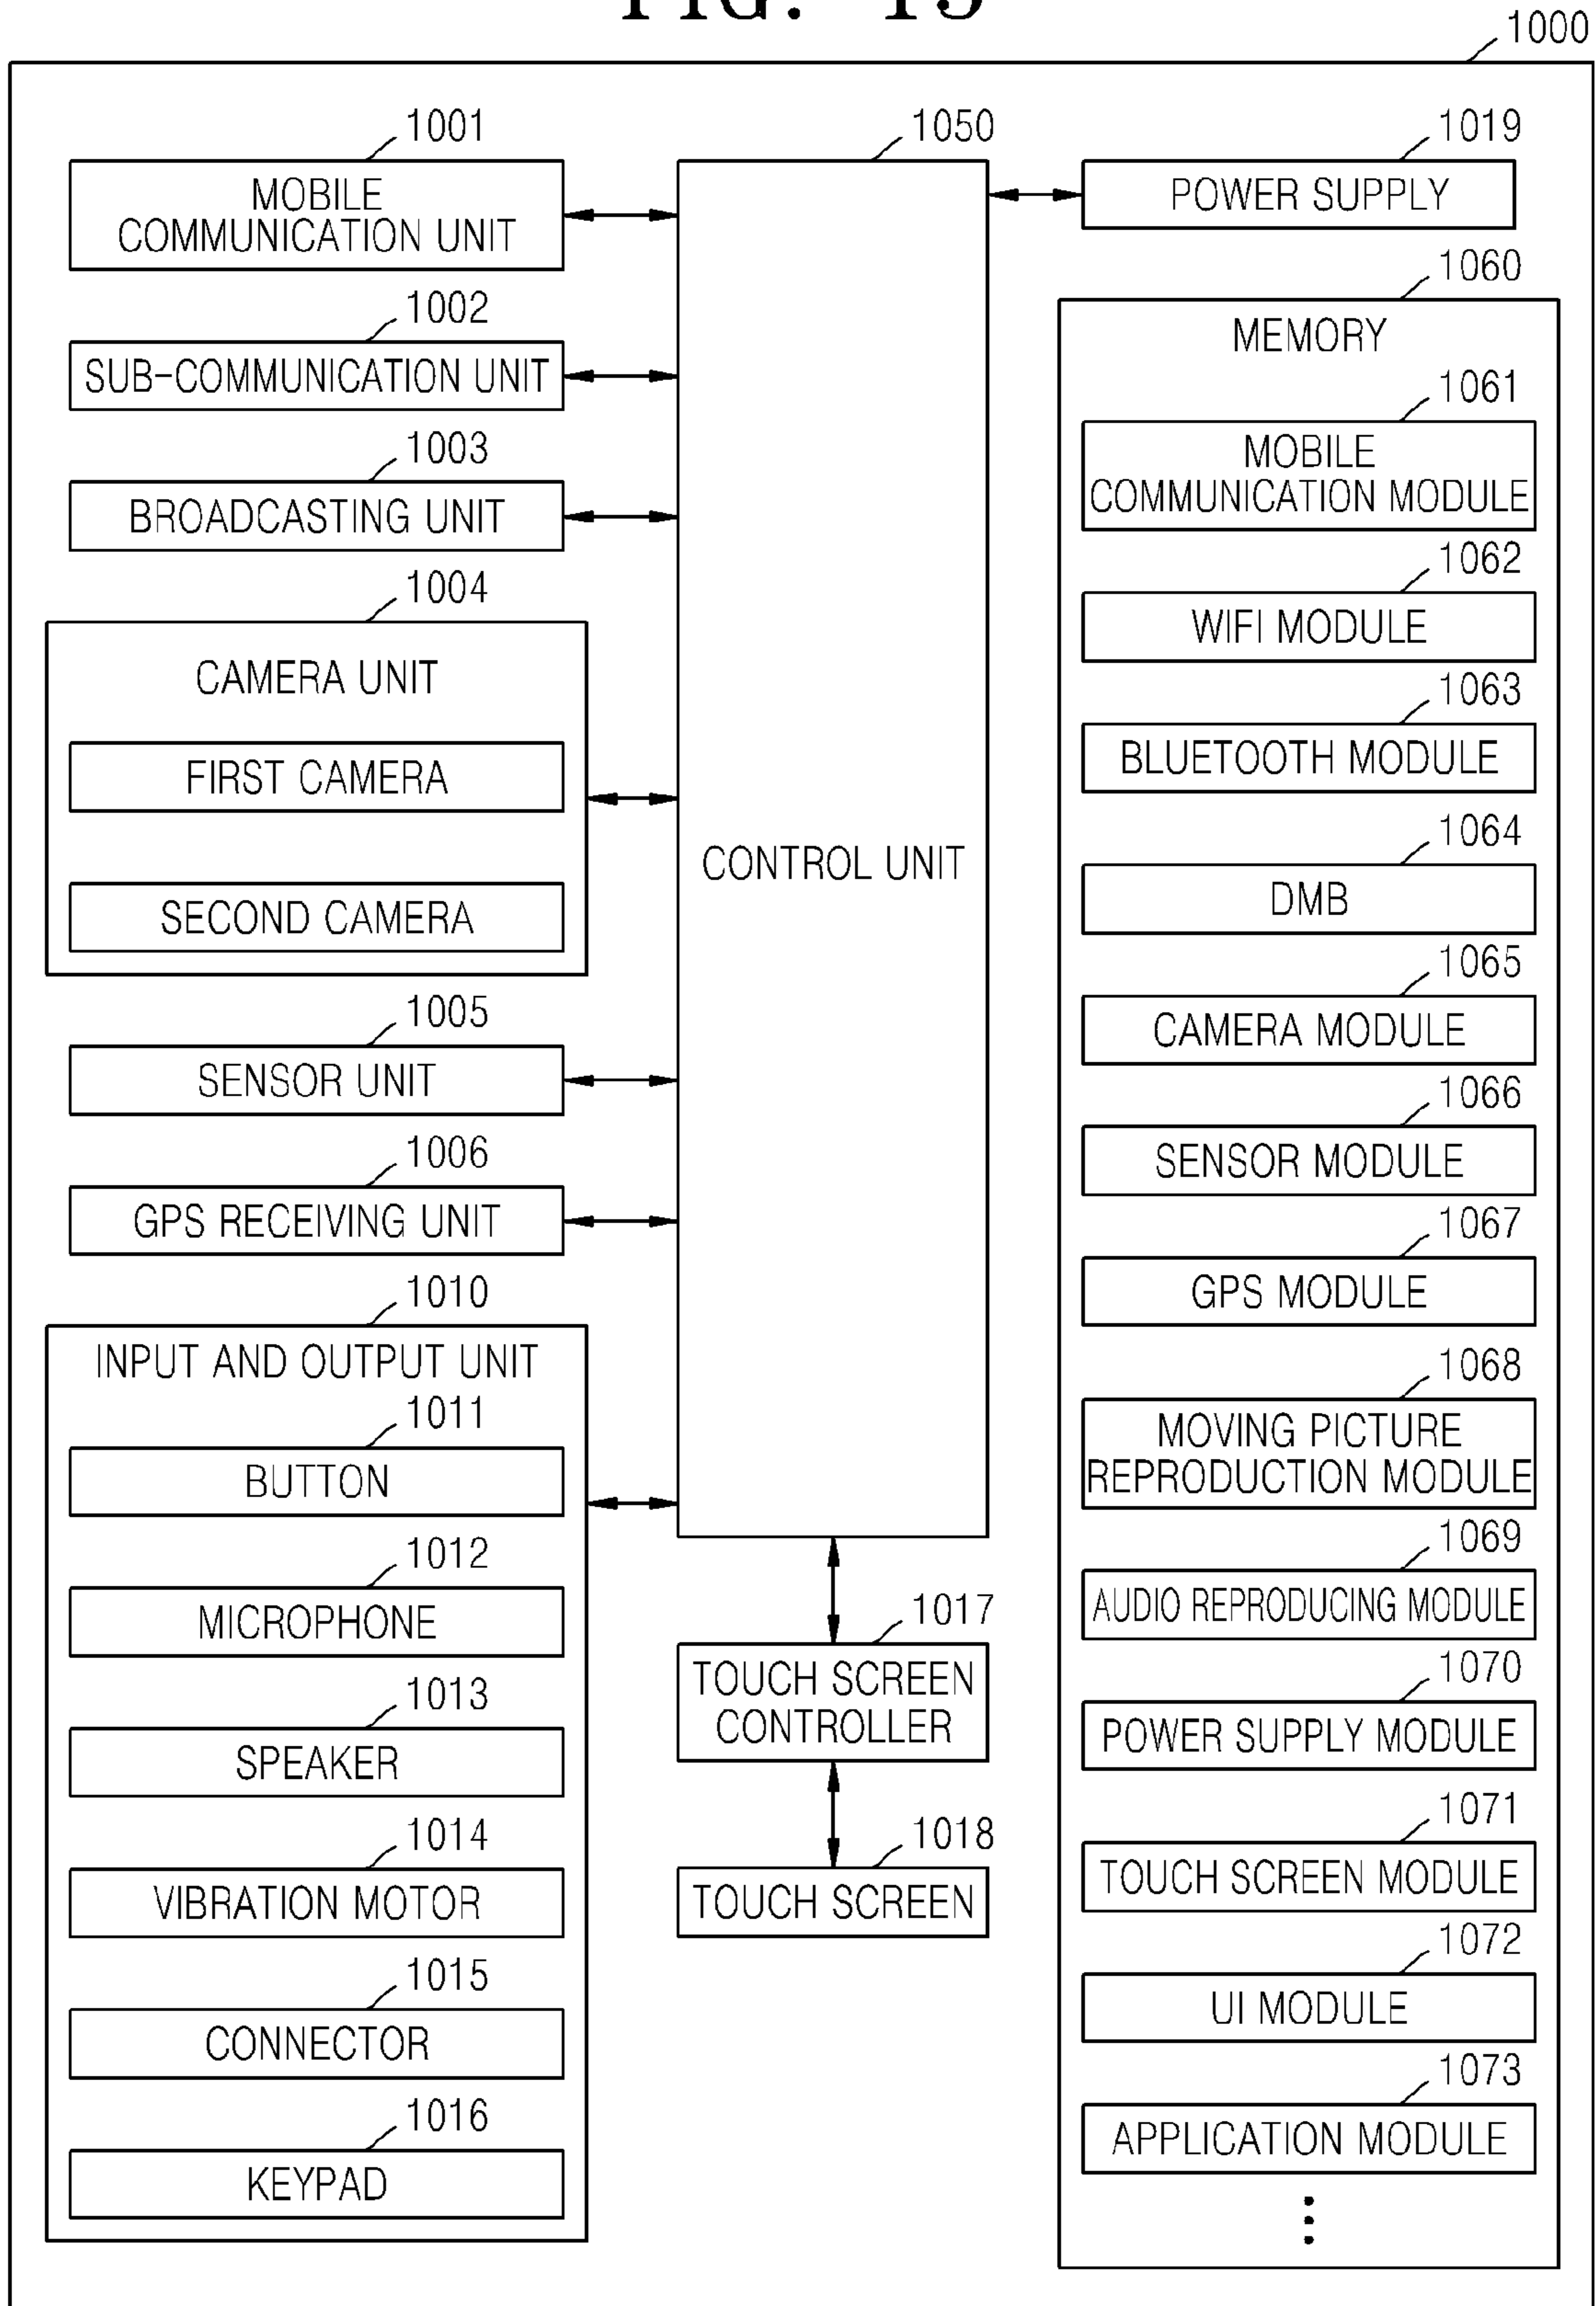 FIG. 15
1000
1001
MOBILE
COMMUNICATION UNIT
1002
SUB-COMMUNICATION UNIT
1003
BROADCASTING UNIT
1004
CAMERA UNIT
FIRST CAMERA
SECOND CAMERA
1005
SENSOR UNIT
1006
GPS RECEIVING UNIT
1010
INPUT AND OUTPUT UNIT
1011
BUTTON
1012
MICROPHONE
1013
SPEAKER
1014
VIBRATION MOTOR
1015
CONNECTOR
1016
KEYPAD
1050
CONTROL UNIT
1017
TOUCH SCREEN
CONTROLLER
1018
TOUCH SCREEN
1019
POWER SUPPLY
1060
MEMORY
1061
MOBILE
COMMUNICATION MODULE
1062
WIFI MODULE
1063
BLUETOOTH MODULE
1064
DMB
1065
CAMERA MODULE
1066
SENSOR MODULE
1067
GPS MODULE
1068
MOVING PICTURE
REPRODUCTION MODULE
1069
AUDIO REPRODUCING MODULE
1070
POWER SUPPLY MODULE
1071
TOUCH SCREEN MODULE
1072
UI MODULE
1073
APPLICATION MODULE